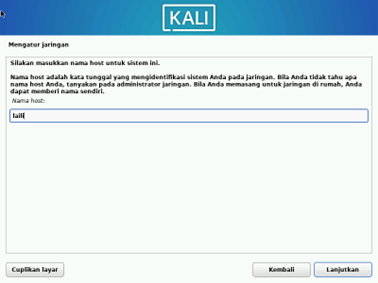 KALI
Mengatur jaringan
Silakan masukkan nama host untuk sistem ini.
Nama host adalah kata tunggal yang mengidentifikasi sistem Anda pada jaringan. Bila Anda tidak tahu apa
nama host Anda, tanyakan pada administrator jaringan. Bila Anda memasang untuk jaringan di rumah, Anda
dapat memberi nama sendiri.
Nama host:
laili
Cuplikan layar
Kembali
Lanjutkan